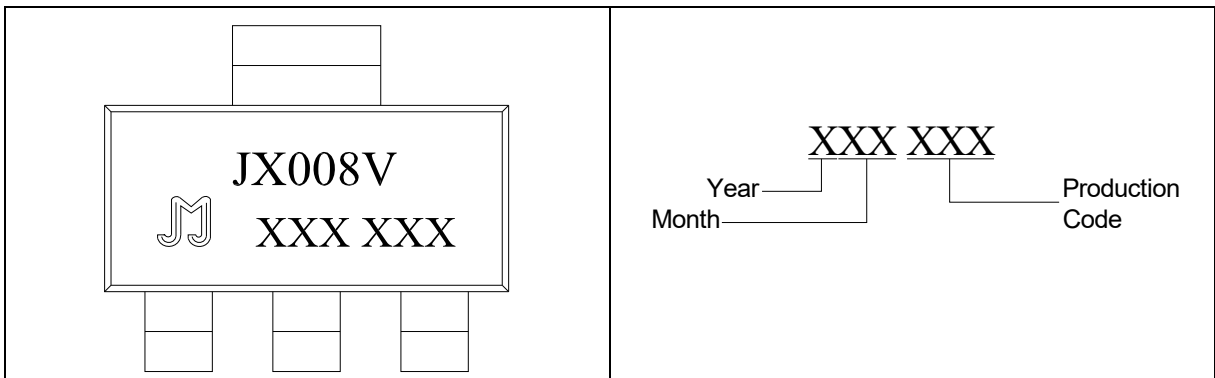 JX008V
XXX XXX
XXX XXX
Year
Month
Production
Code